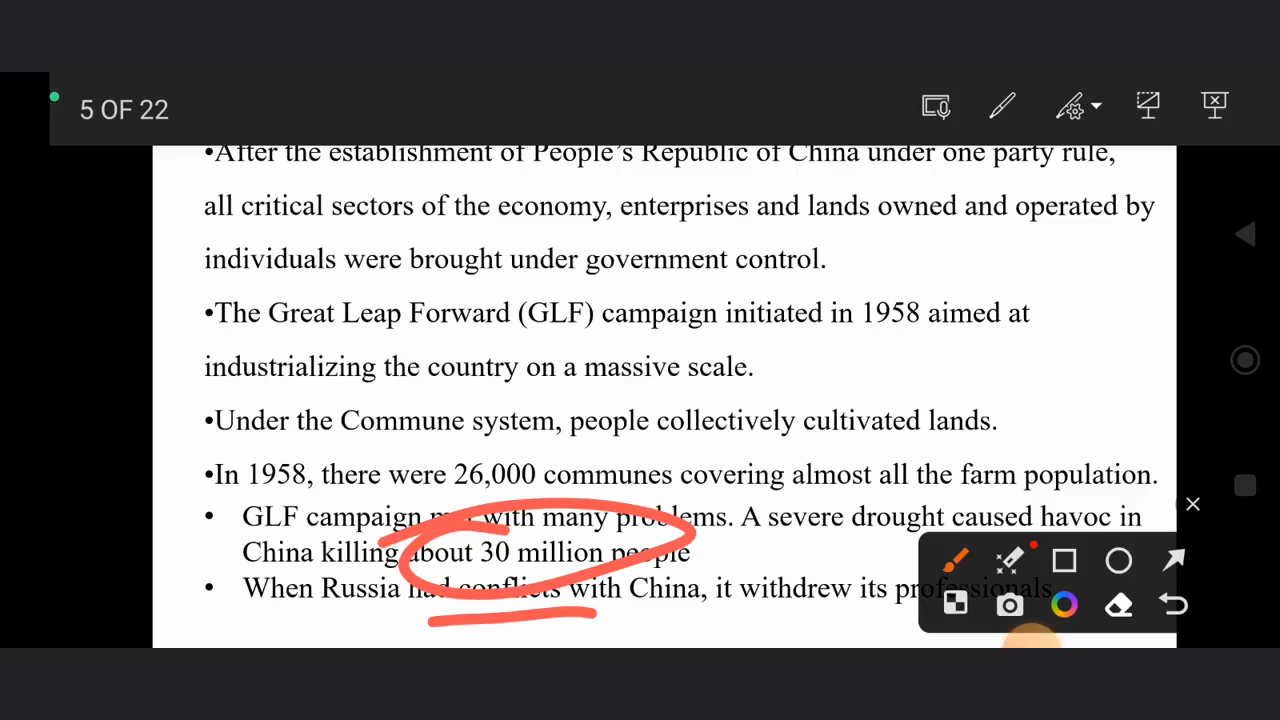 5 OF 22
•After the establishment of People's Republic of China under one party rule,
all critical sectors of the economy, enterprises and lands owned and operated by
individuals were brought under government control.
•The Great Leap Forward (GLF) campaign initiated in 1958 aimed at
industrializing the country on a massive scale.
•Under the Commune system, people collectively cultivated lands.
•In 1958, there were 26,000 communes covering almost all the farm population.
• GLF campaign met with many problems. A severe drought caused havoc in
China killing about 30 million people
• When Russia had conflicts with China, it withdrew its professionals